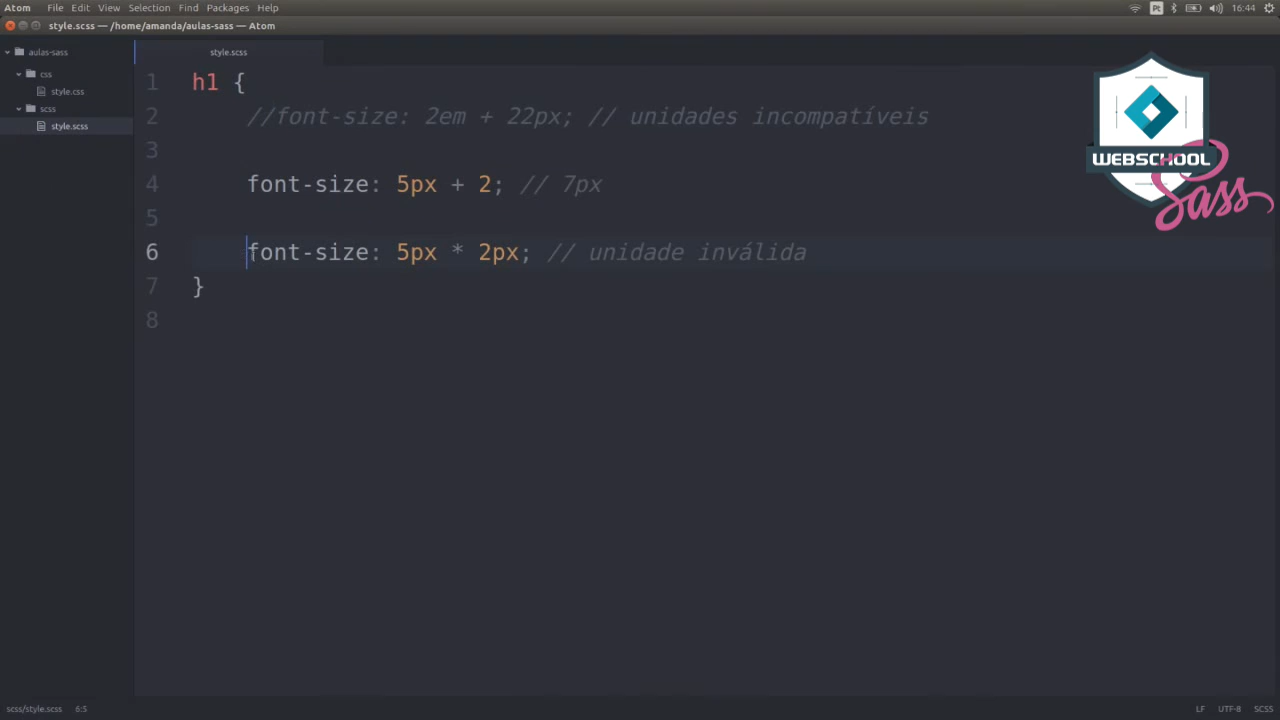 Atom File Edit View Selection Find Packages Help
Pt 16:44
style.scss — /home/amanda/aulas-sass — Atom
aulas-sass
css
style.css
scss
style.scss
style.scss
1 h1 {
2 //font-size: 2em + 22px; // unidades incompatíveis
3
4 font-size: 5px + 2; // 7px
5
6 font-size: 5px * 2px; // unidade inválida
7 }
8
WEBSCHOOL
Sass
scss/style.scss 6:5
LF UTF-8 SCSS